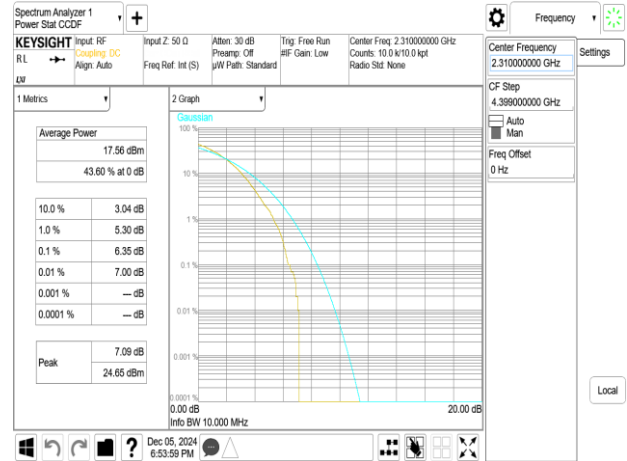 Spectrum Analyzer 1
Power Stat CCDF
Frequency
KEYSIGHT
RL
LXI
Input: RF
Coupling: DC
Align: Auto
Input Z: 50 Ω
Freq Ref: Int (S)
Atten: 30 dB
Preamp: Off
µW Path: Standard
Trig: Free Run
#IF Gain: Low
Center Freq: 2.310000000 GHz
Counts: 10.0 k/10.0 kpt
Radio Std: None
Center Frequency
2.310000000 GHz
Settings
CF Step
4.399000000 GHz
Auto
Man
Freq Offset
0 Hz
1 Metrics
2 Graph
Average Power
17.56 dBm
43.60 % at 0 dB
10.0 % 3.04 dB
1.0 % 5.30 dB
0.1 % 6.35 dB
0.01 % 7.00 dB
0.001 % --- dB
0.0001 % --- dB
Peak
7.09 dB
24.65 dBm
Gaussian
100 %
10 %
1 %
0.1 %
0.01 %
0.001 %
0.0001 %
0.00 dB 20.00 dB
Info BW 10.000 MHz
Local
?
Dec 05, 2024
6:53:59 PM